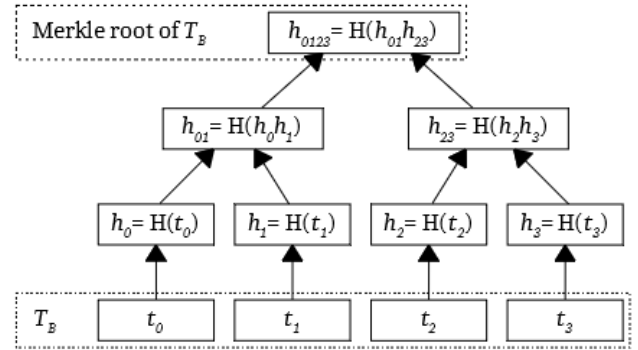 Merkle root of T_B h_0123= H(h_01h_23)
h_01= H(h_0h_1) h_23= H(h_2h_3)
h_0= H(t_0) h_1= H(t_1) h_2= H(t_2) h_3= H(t_3)
T_B t_0 t_1 t_2 t_3